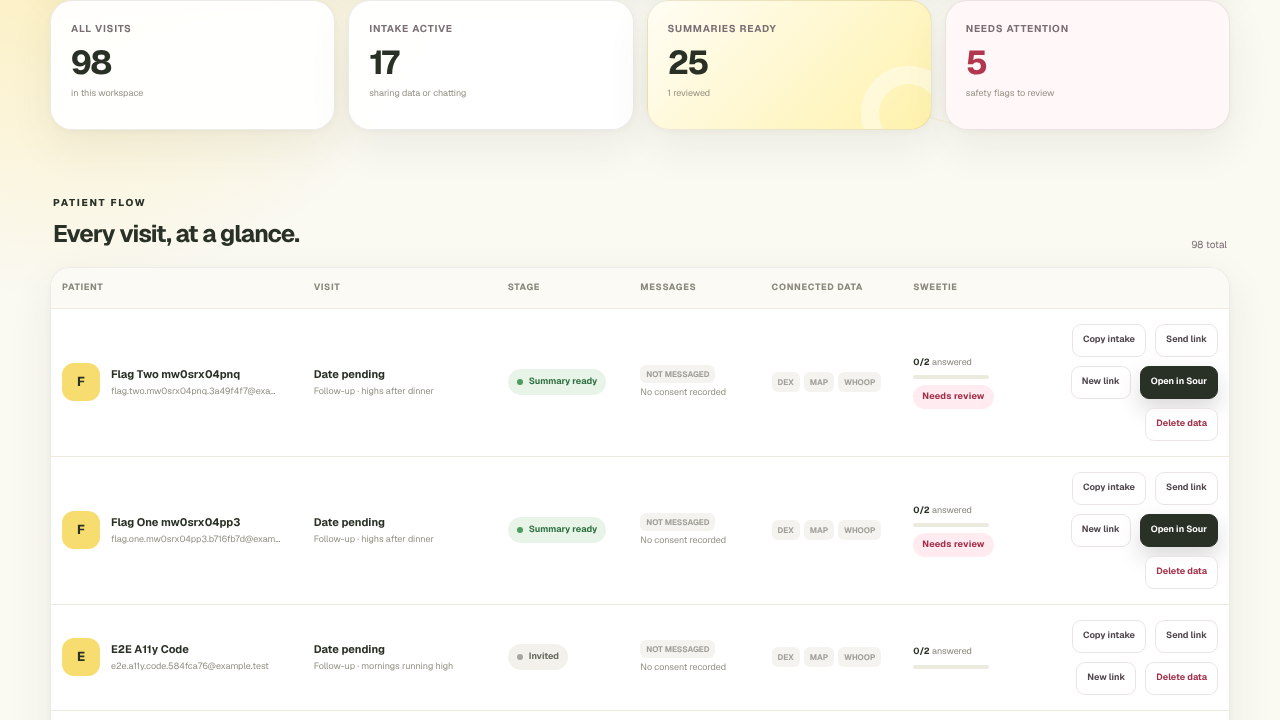 ALL VISITS
98
in this workspace
INTAKE ACTIVE
17
sharing data or chatting
SUMMARIES READY
25
1 reviewed
NEEDS ATTENTION
5
safety flags to review
PATIENT FLOW
Every visit, at a glance.
98 total
PATIENT VISIT STAGE MESSAGES CONNECTED DATA SWEETIE
F
Flag Two mw0srx04pnq
flag.two.mw0srx04pnq.3a49f4f7@exa...
Date pending
Follow-up · highs after dinner
Summary ready
NOT MESSAGED
No consent recorded
DEX MAP WHOOP
0/2 answered
Needs review
Copy intake Send link
New link Open in Sour
Delete data
F
Flag One mw0srx04pp3
flag.one.mw0srx04pp3.b716fb7d@exam...
Date pending
Follow-up · highs after dinner
Summary ready
NOT MESSAGED
No consent recorded
DEX MAP WHOOP
0/2 answered
Needs review
Copy intake Send link
New link Open in Sour
Delete data
E
E2E A11y Code
e2e.a11y.code.584fca76@example.test
Date pending
Follow-up · mornings running high
Invited
NOT MESSAGED
No consent recorded
DEX MAP WHOOP
0/2 answered
Copy intake Send link
New link Delete data